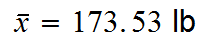 x̄ = 173.53 lb